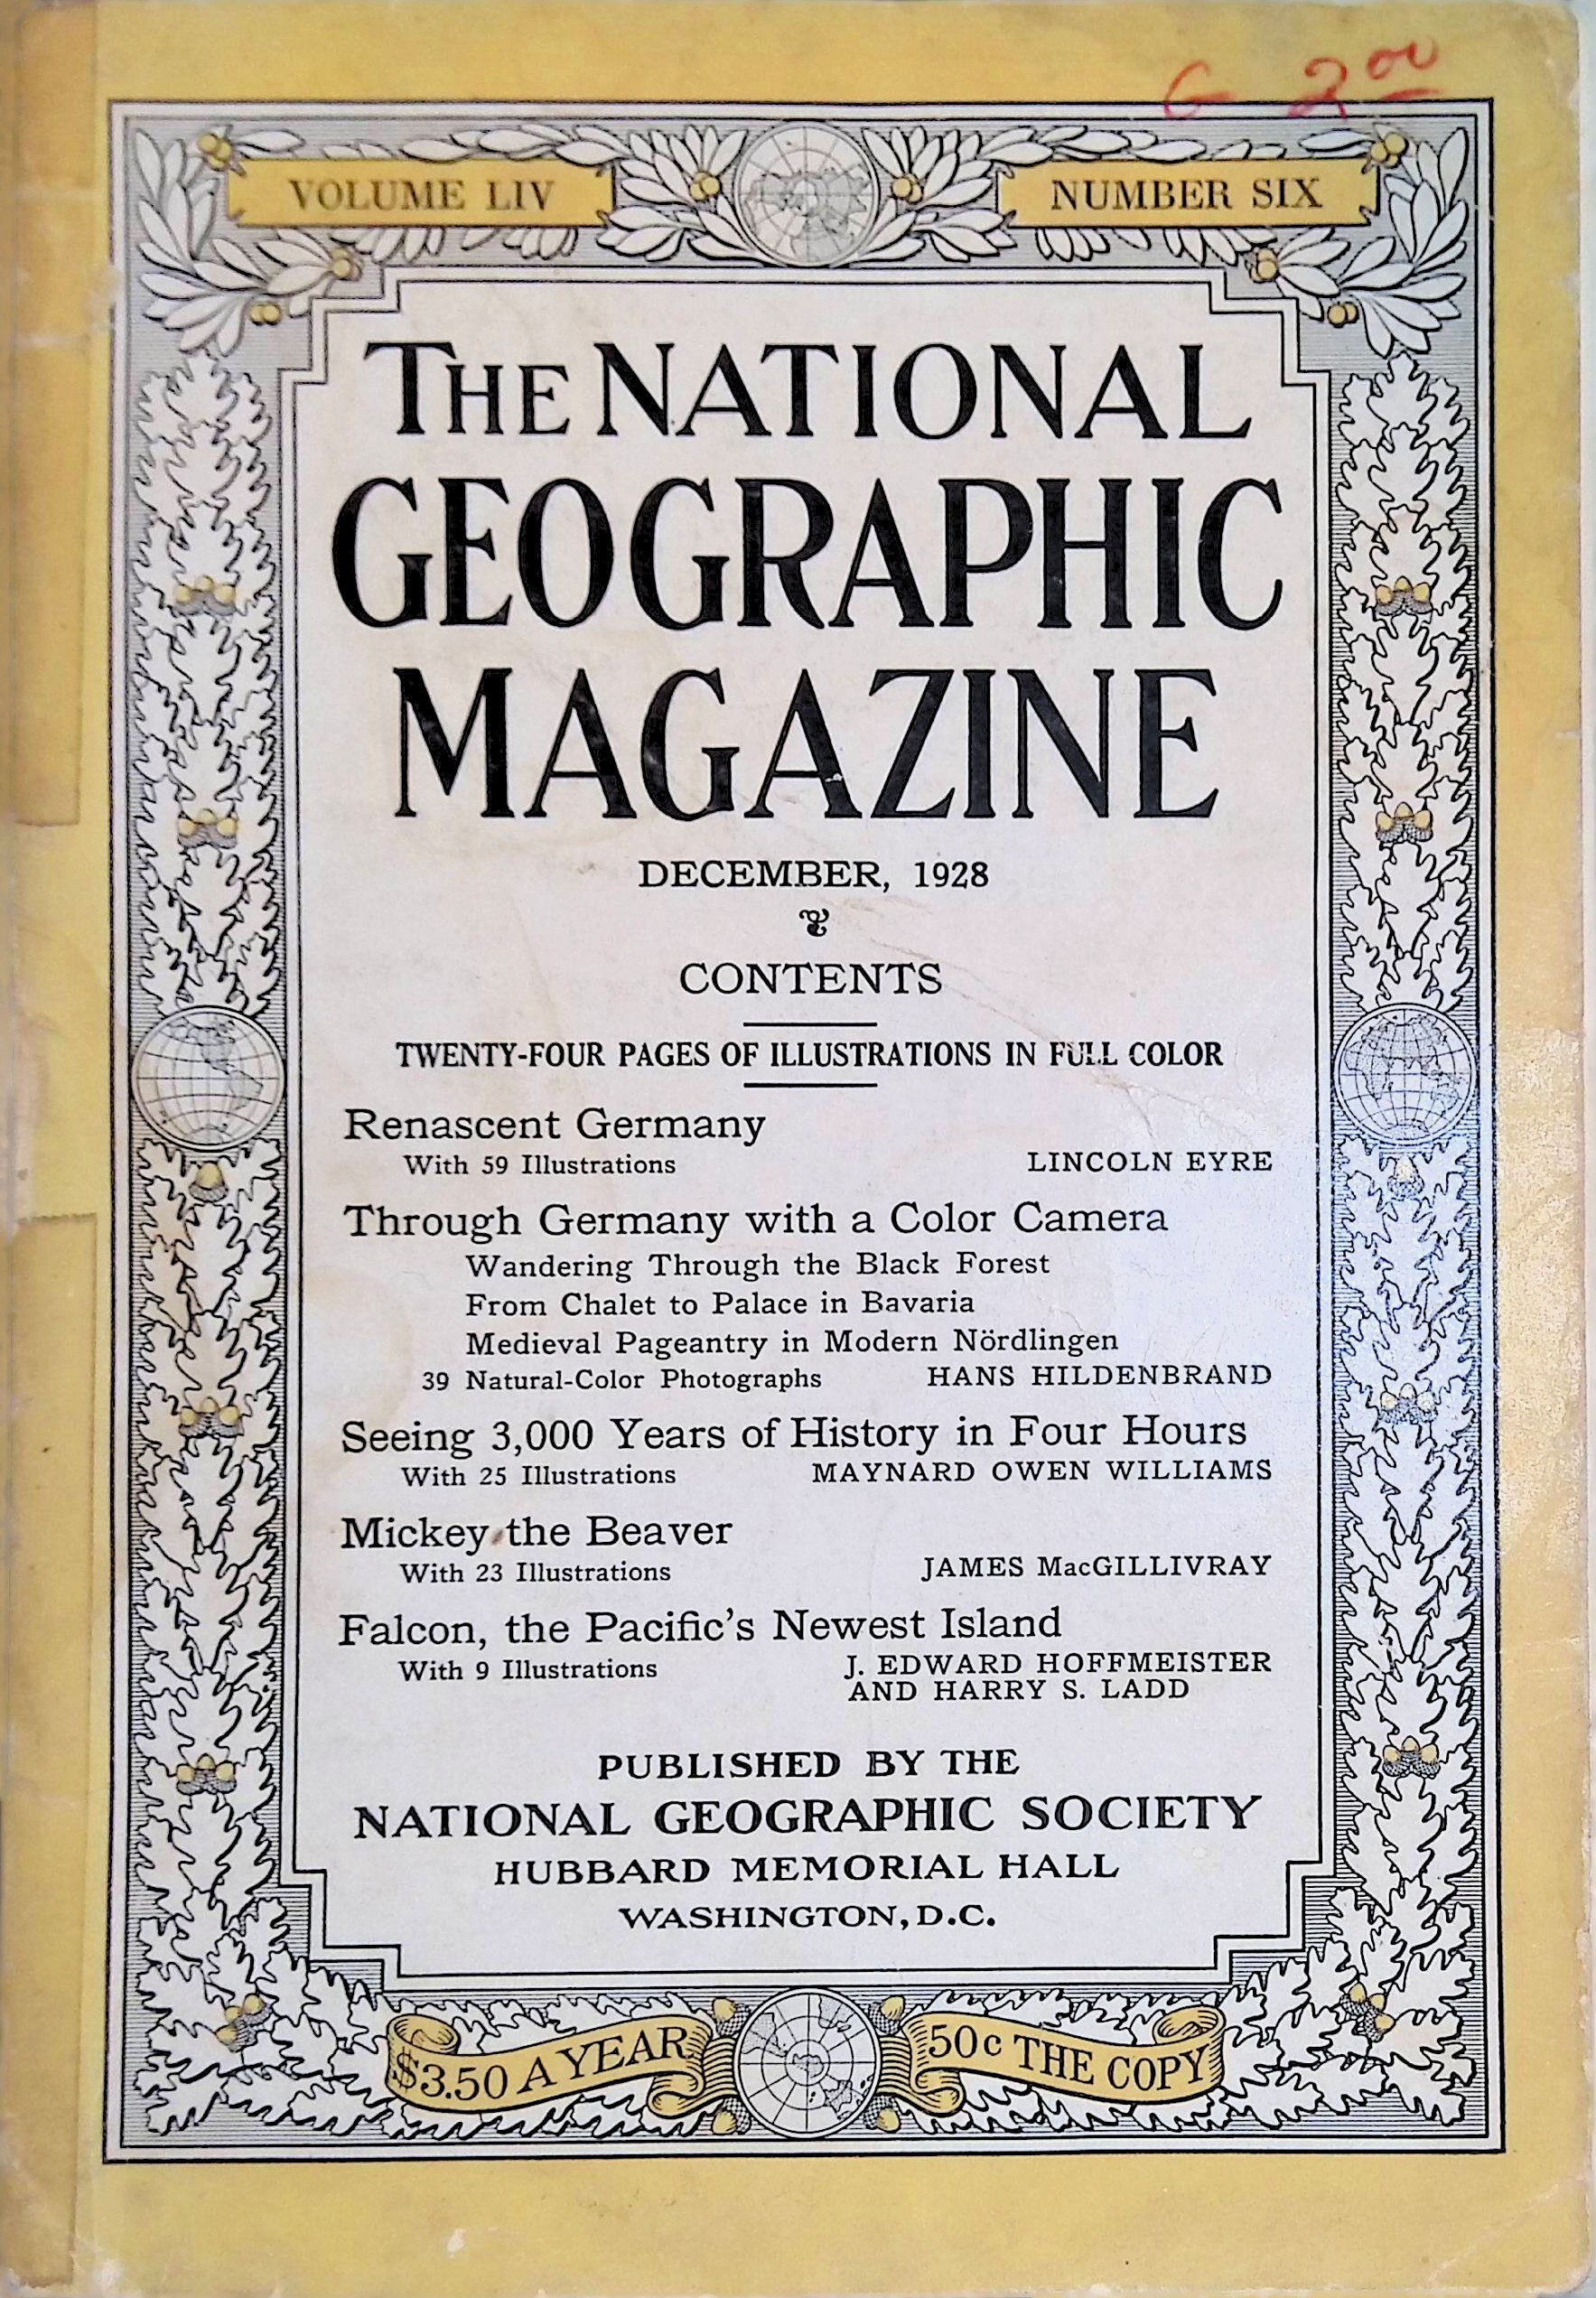 G 2 00
VOLUME LIV
NUMBER SIX
THE NATIONAL
GEOGRAPHIC
MAGAZINE
DECEMBER, 1928
CONTENTS
TWENTY-FOUR PAGES OF ILLUSTRATIONS IN FULL COLOR
Renascent Germany
With 59 Illustrations LINCOLN EYRE
Through Germany with a Color Camera
Wandering Through the Black Forest
From Chalet to Palace in Bavaria
Medieval Pageantry in Modern Nördlingen
39 Natural-Color Photographs HANS HILDENBRAND
Seeing 3,000 Years of History in Four Hours
With 25 Illustrations MAYNARD OWEN WILLIAMS
Mickey the Beaver
With 23 Illustrations JAMES MacGILLIVRAY
Falcon, the Pacific's Newest Island
With 9 Illustrations J. EDWARD HOFFMEISTER
AND HARRY S. LADD
PUBLISHED BY THE
NATIONAL GEOGRAPHIC SOCIETY
HUBBARD MEMORIAL HALL
WASHINGTON, D.C.
$3.50 A YEAR
50c THE COPY